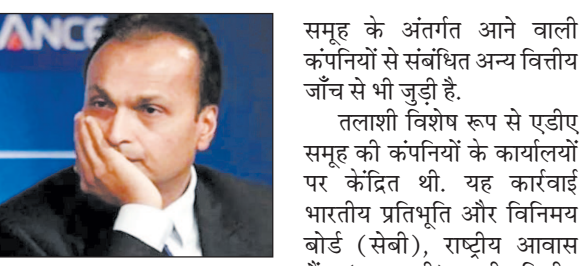 ANCE
समूह के अंतर्गत आने वाली
कंपनियों से संबंधित अन्य वित्तीय
जाँच से भी जुड़ी है.
तलाशी विशेष रूप से एडीए
समूह की कंपनियों के कार्यालयों
पर केंद्रित थी. यह कार्रवाई
भारतीय प्रतिभूति और विनिमय
बोर्ड (सेबी), राष्ट्रीय आवास